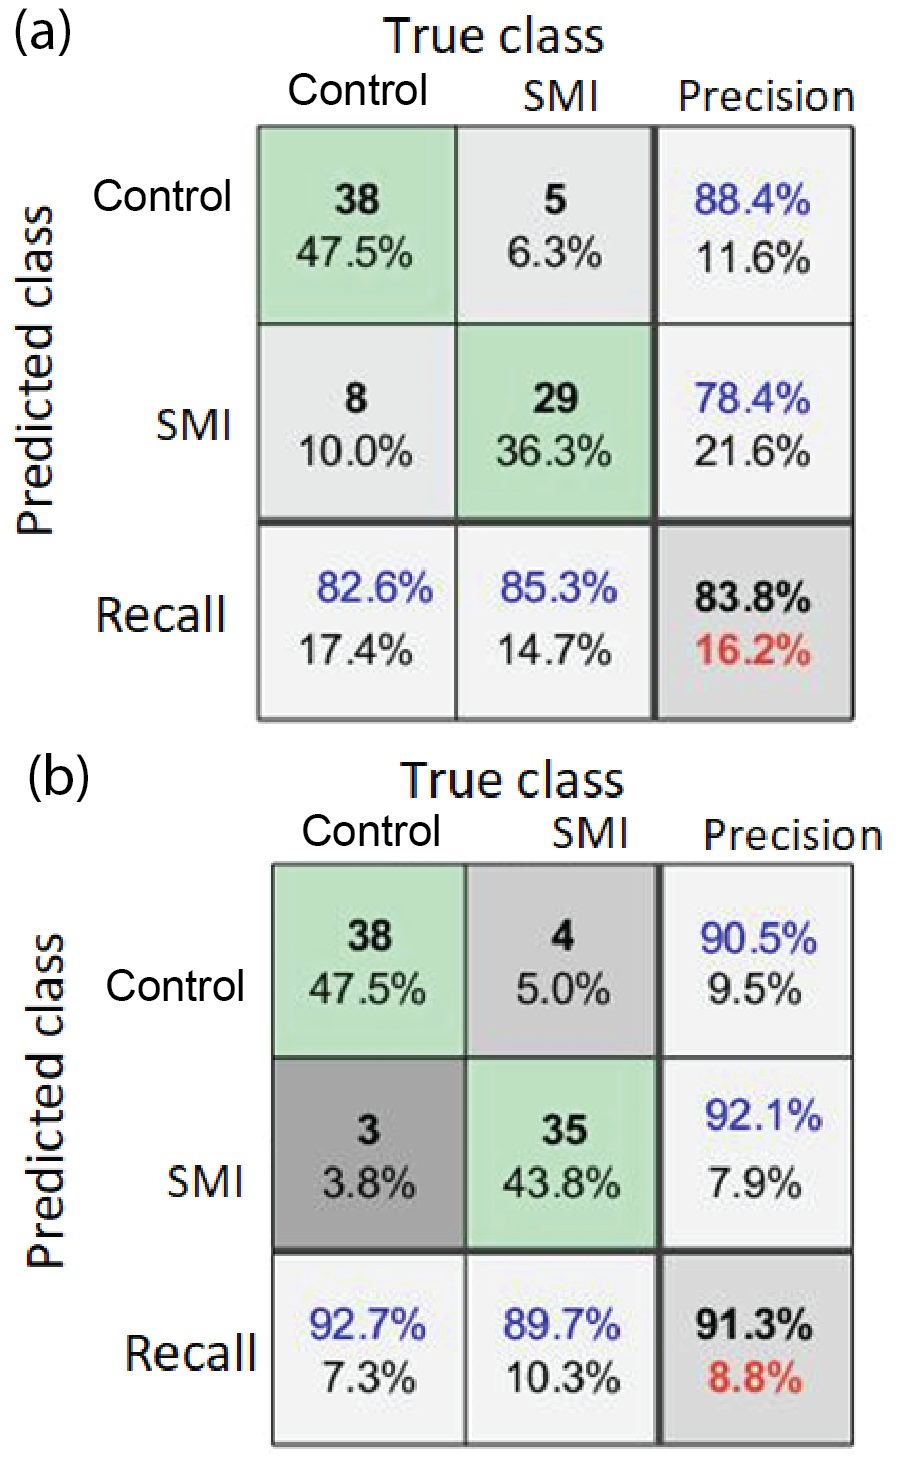 (a)
True class
Control SMI Precision
Predicted class
Control
38 5 88.4%
47.5% 6.3% 11.6%
SMI
8 29 78.4%
10.0% 36.3% 21.6%
Recall
82.6% 85.3% 83.8%
17.4% 14.7% 16.2%
(b)
True class
Control SMI Precision
Predicted class
Control
38 4 90.5%
47.5% 5.0% 9.5%
SMI
3 35 92.1%
3.8% 43.8% 7.9%
Recall
92.7% 89.7% 91.3%
7.3% 10.3% 8.8%